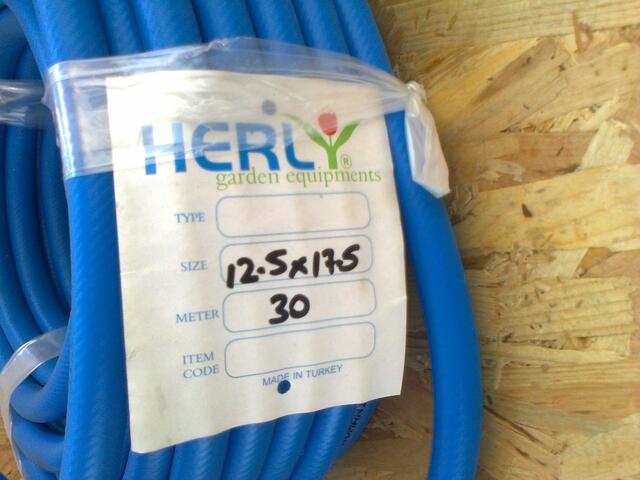 HERLY®
garden equipments
TYPE
SIZE 12.5x17.5
METER 30
ITEM CODE
MADE IN TURKEY